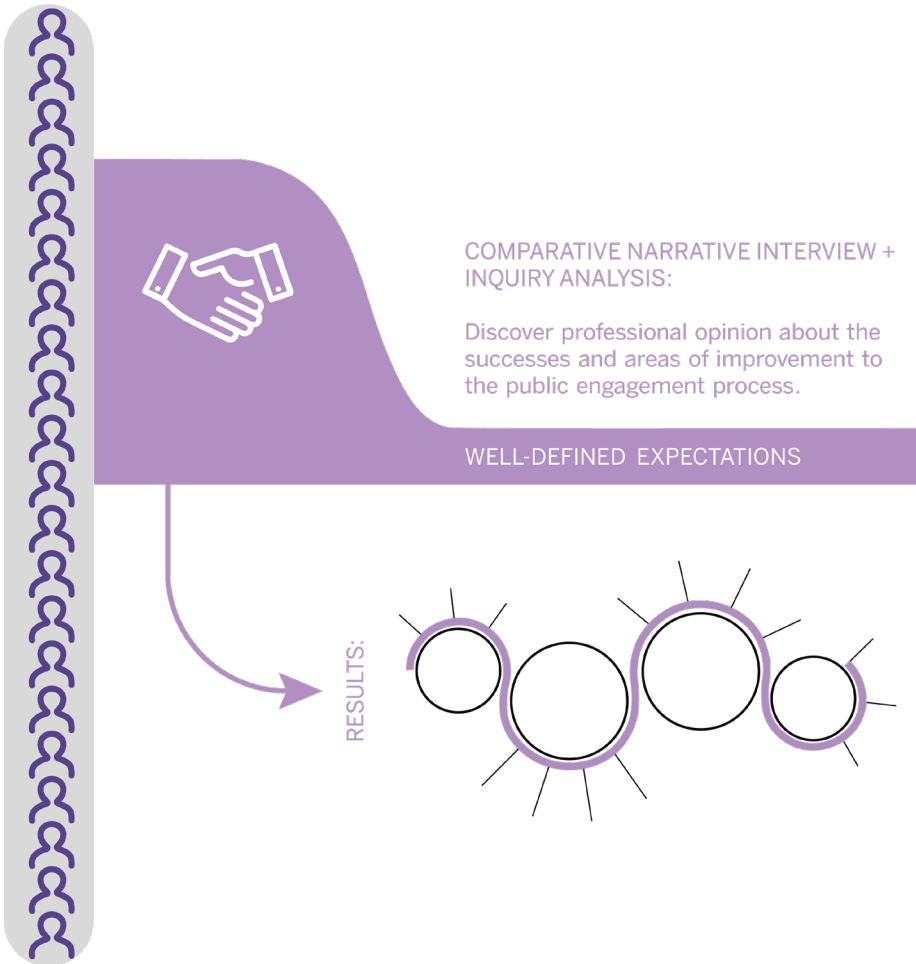 COMPARATIVE NARRATIVE INTERVIEW +
INQUIRY ANALYSIS:
Discover professional opinion about the
successes and areas of improvement to
the public engagement process.
WELL-DEFINED EXPECTATIONS
RESULTS: